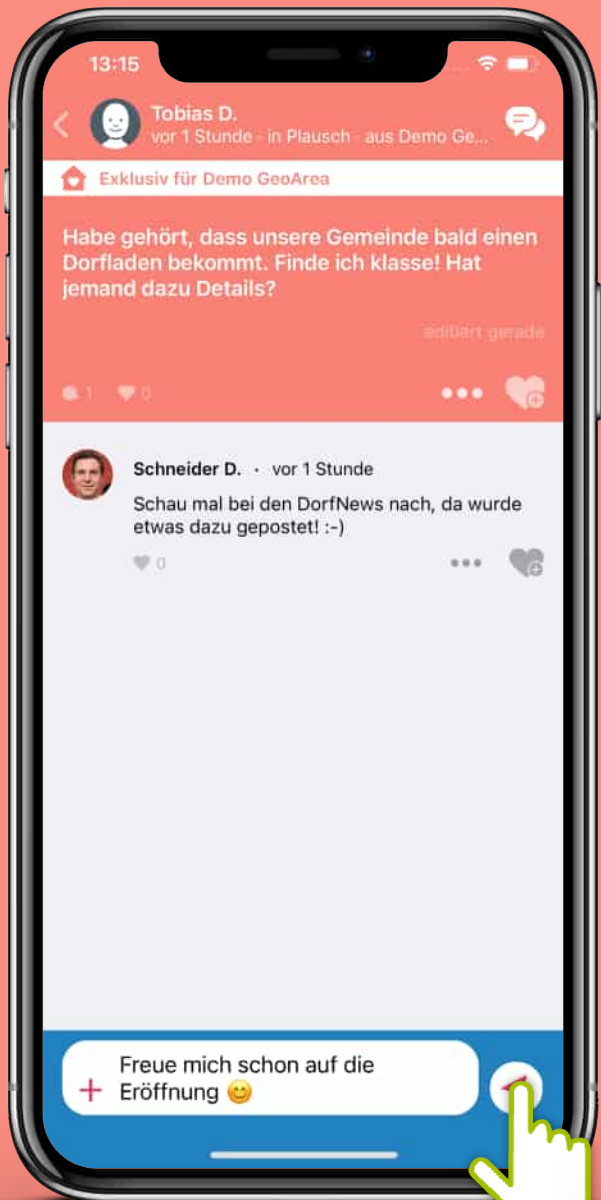 13:15
Tobias D.
vor 1 Stunde · in Plausch · aus Demo Ge...
Exklusiv für Demo GeoArea
Habe gehört, dass unsere Gemeinde bald einen
Dorfladen bekommt. Finde ich klasse! Hat
jemand dazu Details?
editiert gerade
1 0
Schneider D. · vor 1 Stunde
Schau mal bei den DorfNews nach, da wurde
etwas dazu gepostet! :-)
0
Freue mich schon auf die
Eröffnung 😊